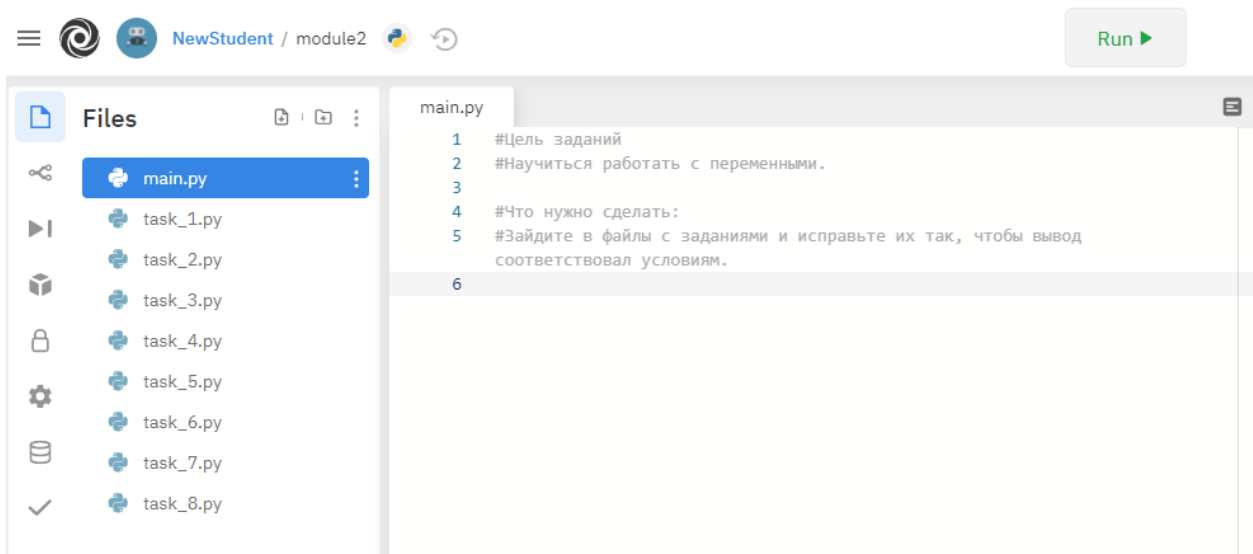 NewStudent / module2
Run
Files
main.py
task_1.py
task_2.py
task_3.py
task_4.py
task_5.py
task_6.py
task_7.py
task_8.py
main.py
1 #Цель заданий
2 #Научиться работать с переменными.
3
4 #Что нужно сделать:
5 #Зайдите в файлы с заданиями и исправьте их так, чтобы вывод
соответствовал условиям.
6